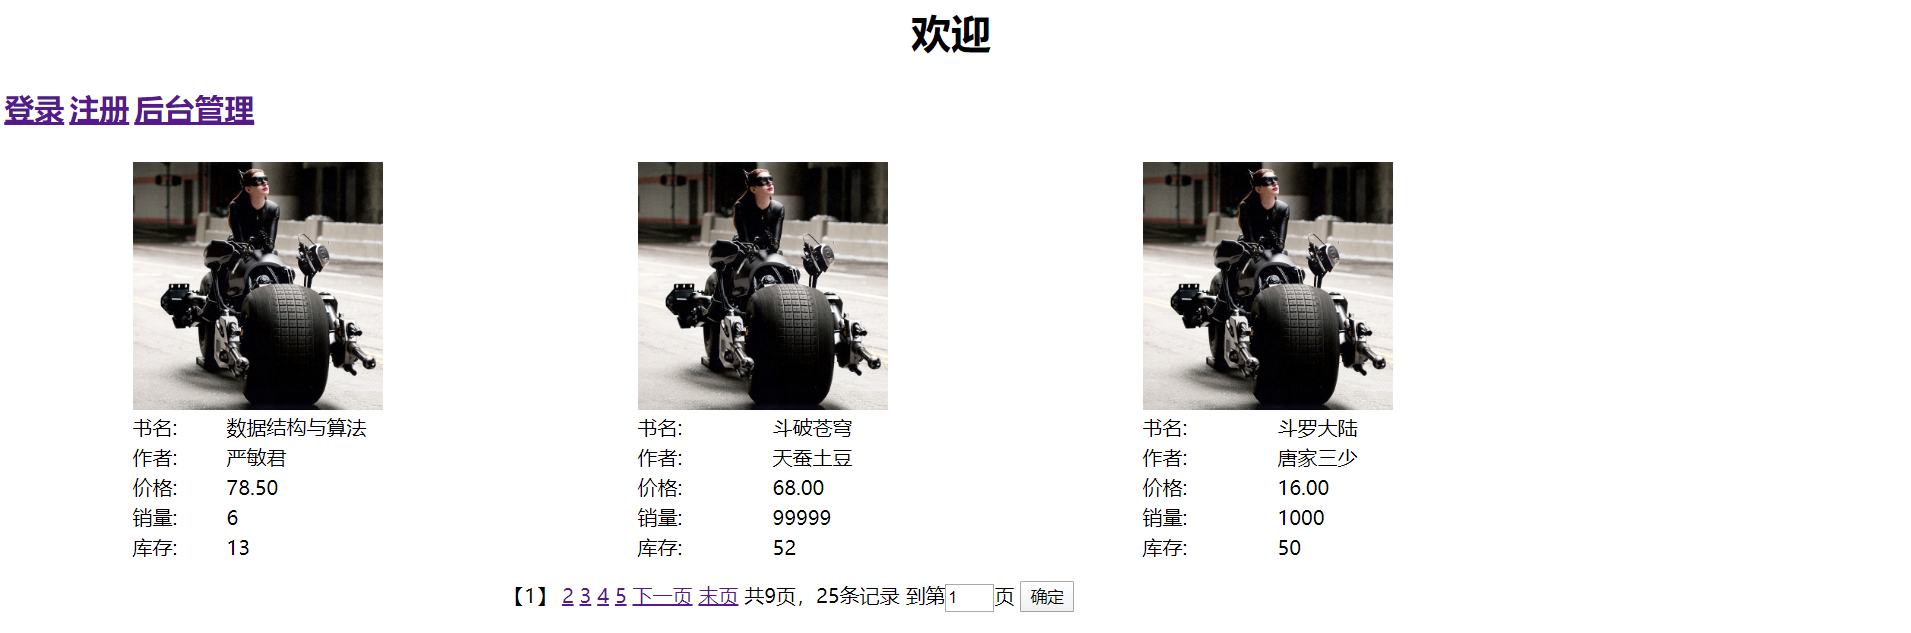 欢迎
登录 注册 后台管理
书名: 数据结构与算法
作者: 严敏君
价格: 78.50
销量: 6
库存: 13
书名: 斗破苍穹
作者: 天蚕土豆
价格: 68.00
销量: 99999
库存: 52
书名: 斗罗大陆
作者: 唐家三少
价格: 16.00
销量: 1000
库存: 50
【1】 2 3 4 5 下一页 末页 共9页，25条记录 到第1页 确定